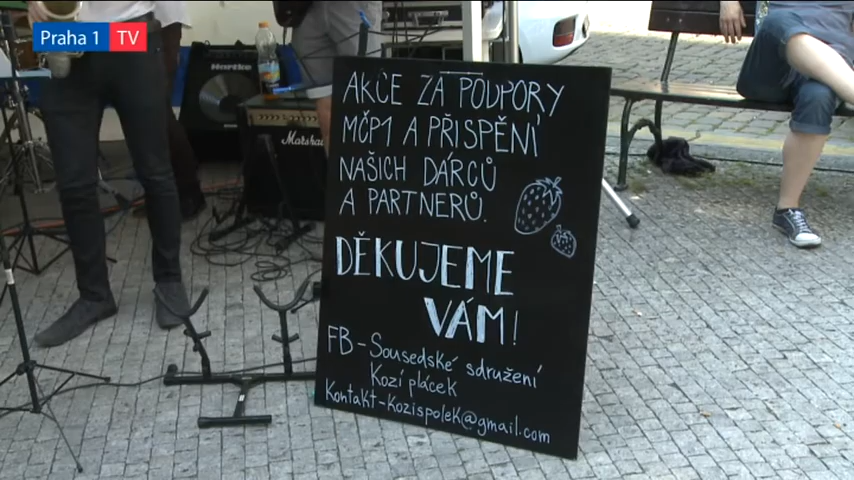 Praha 1 TV
Hartke
Marshall
AKCE ZA PODPORY
MČP1 A PŘISPĚNÍ
NAŠICH DÁRCŮ
A PARTNERŮ.
DĚKUJEME
VÁM!
FB - Sousedské sdružení
Kozí plácek
Kontakt - kozispolek@gmail.com